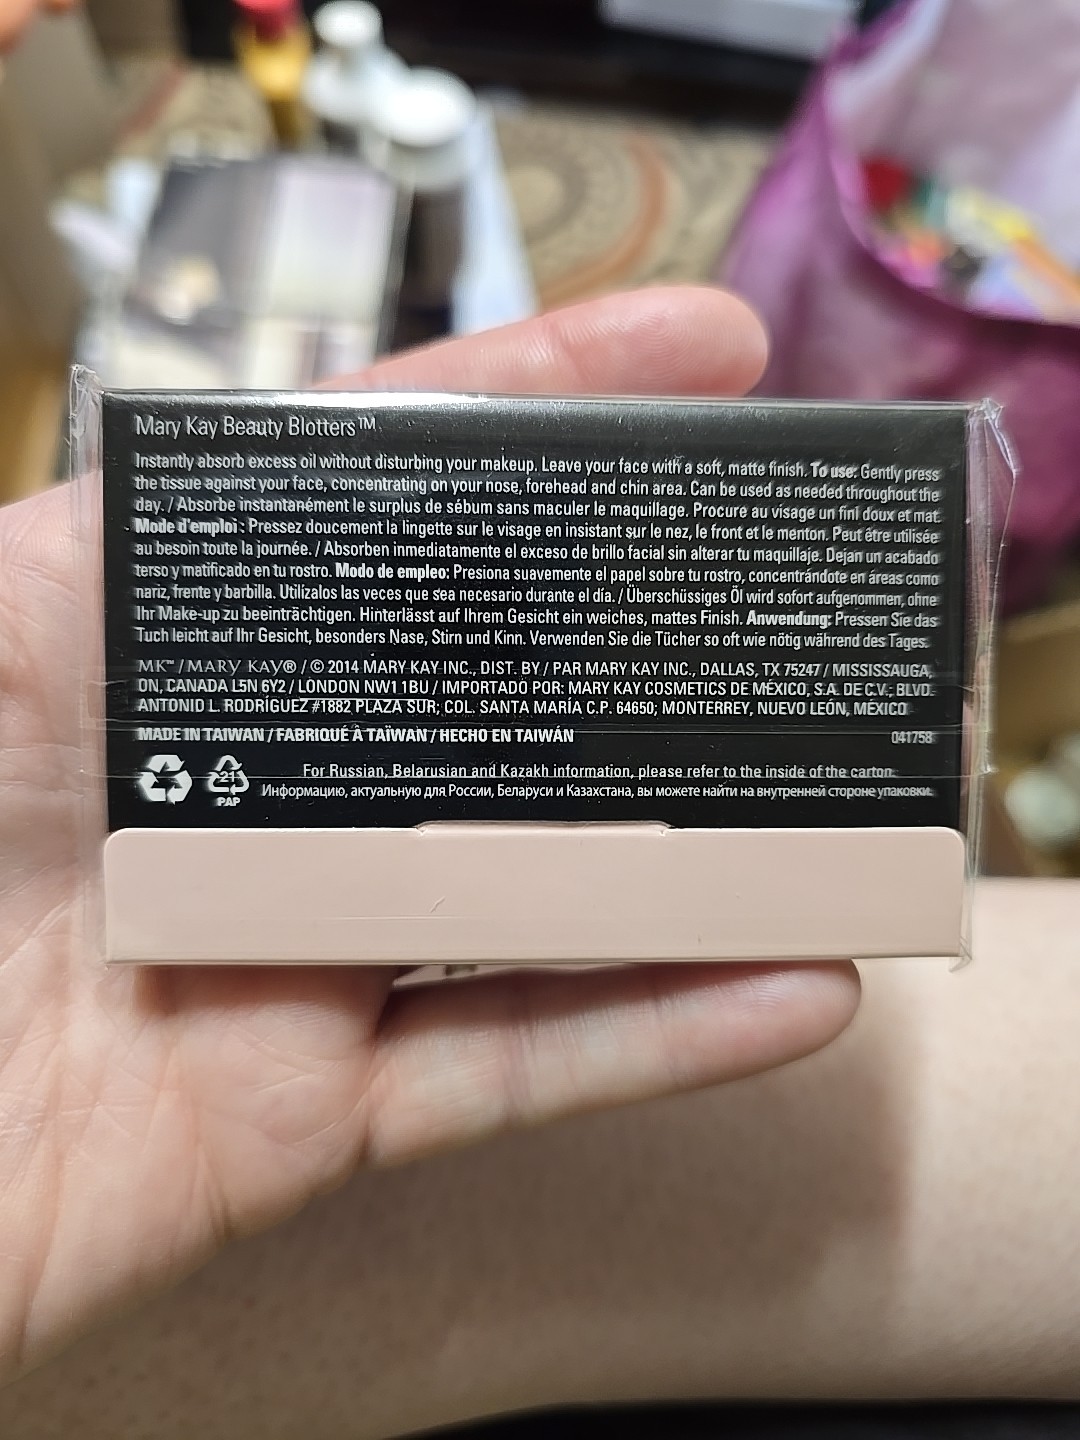 Mary Kay Beauty Blotters™
Instantly absorb excess oil without disturbing your makeup. Leave your face with a soft, matte finish. To use: Gently press
the tissue against your face, concentrating on your nose, forehead and chin area. Can be used as needed throughout the
day. / Absorbe instantanément le surplus de sébum sans maculer le maquillage. Procure au visage un fini doux et mat.
Mode d'emploi : Pressez doucement la lingette sur le visage en insistant sur le nez, le front et le menton. Peut être utilisée
au besoin toute la journée. / Absorben inmediatamente el exceso de brillo facial sin alterar tu maquillaje. Dejan un acabado
terso y matificado en tu rostro. Modo de empleo: Presiona suavemente el papel sobre tu rostro, concentrándote en áreas como
nariz, frente y barbilla. Utilízalos las veces que sea necesario durante el día. / Überschüssiges Öl wird sofort aufgenommen, ohne
Ihr Make-up zu beeinträchtigen. Hinterlässt auf Ihrem Gesicht ein weiches, mattes Finish. Anwendung: Pressen Sie das
Tuch leicht auf Ihr Gesicht, besonders Nase, Stirn und Kinn. Verwenden Sie die Tücher so oft wie nötig während des Tages.
MK™ / MARY KAY® / © 2014 MARY KAY INC., DIST. BY / PAR MARY KAY INC., DALLAS, TX 75247 / MISSISSAUGA,
ON, CANADA L5N 6Y2 / LONDON NW1 1BU / IMPORTADO POR: MARY KAY COSMETICS DE MÉXICO, S.A. DE C.V.; BLVD.
ANTONIO L. RODRÍGUEZ #1882 PLAZA SUR; COL. SANTA MARÍA C.P. 64650; MONTERREY, NUEVO LEÓN, MÉXICO
MADE IN TAIWAN / FABRIQUÉ À TAÏWAN / HECHO EN TAIWÁN 041758
21
PAP
For Russian, Belarusian and Kazakh information, please refer to the inside of the carton.
Информацию, актуальную для России, Беларуси и Казахстана, вы можете найти на внутренней стороне упаковки.